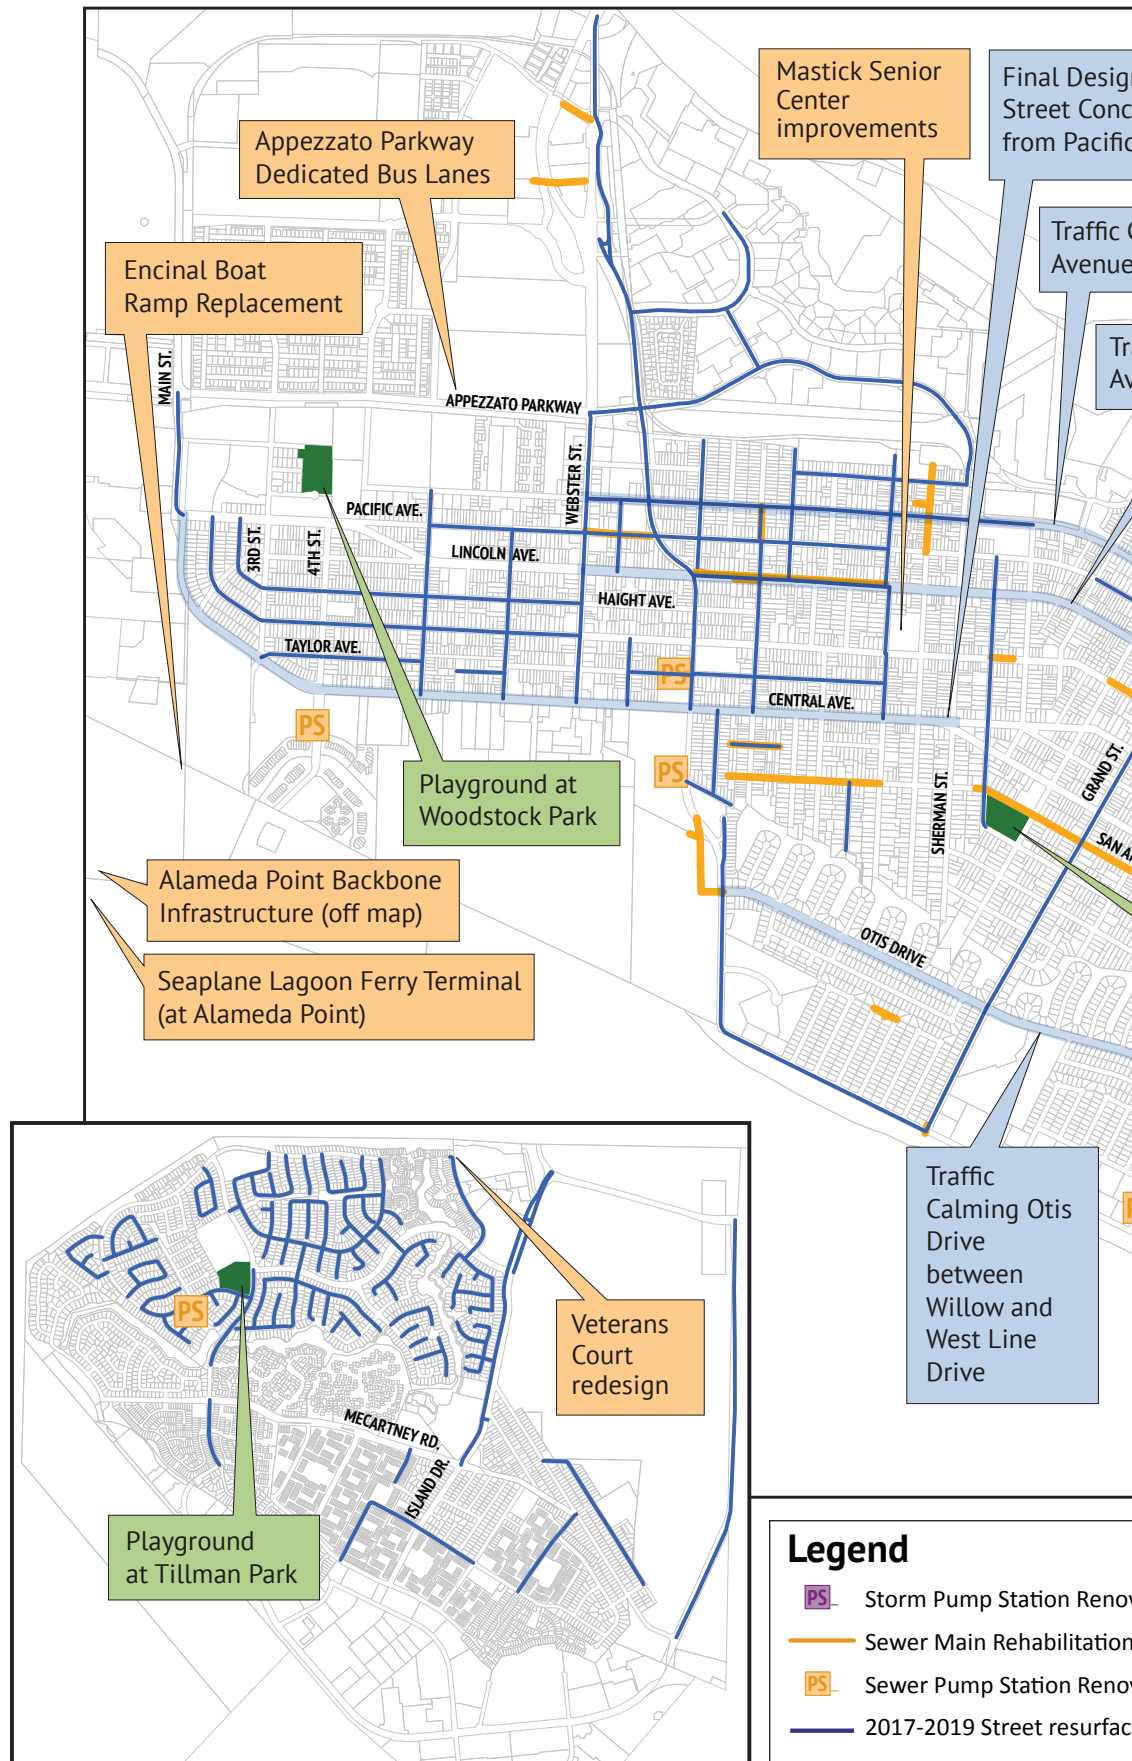 Mastick Senior
Center
improvements
Final Design
Street Conc
from Pacific
Appezzato Parkway
Dedicated Bus Lanes
Traffic C
Avenue
Encinal Boat
Ramp Replacement
Tra
Av
MAIN ST.
APPEZZATO PARKWAY
WEBSTER ST.
PACIFIC AVE.
3RD ST.
4TH ST.
LINCOLN AVE.
HAIGHT AVE.
TAYLOR AVE.
PS
CENTRAL AVE.
PS
PS
GRAND ST.
SHERMAN ST.
SAN A
Playground at
Woodstock Park
Alameda Point Backbone
Infrastructure (off map)
OTIS DRIVE
Seaplane Lagoon Ferry Terminal
(at Alameda Point)
Traffic
Calming Otis
Drive
between
Willow and
West Line
Drive
PS
Veterans
Court
redesign
MECARTNEY RD.
ISLAND DR.
Playground
at Tillman Park
Legend
PS Storm Pump Station Renov
Sewer Main Rehabilitation
PS Sewer Pump Station Renov
2017-2019 Street resurfac